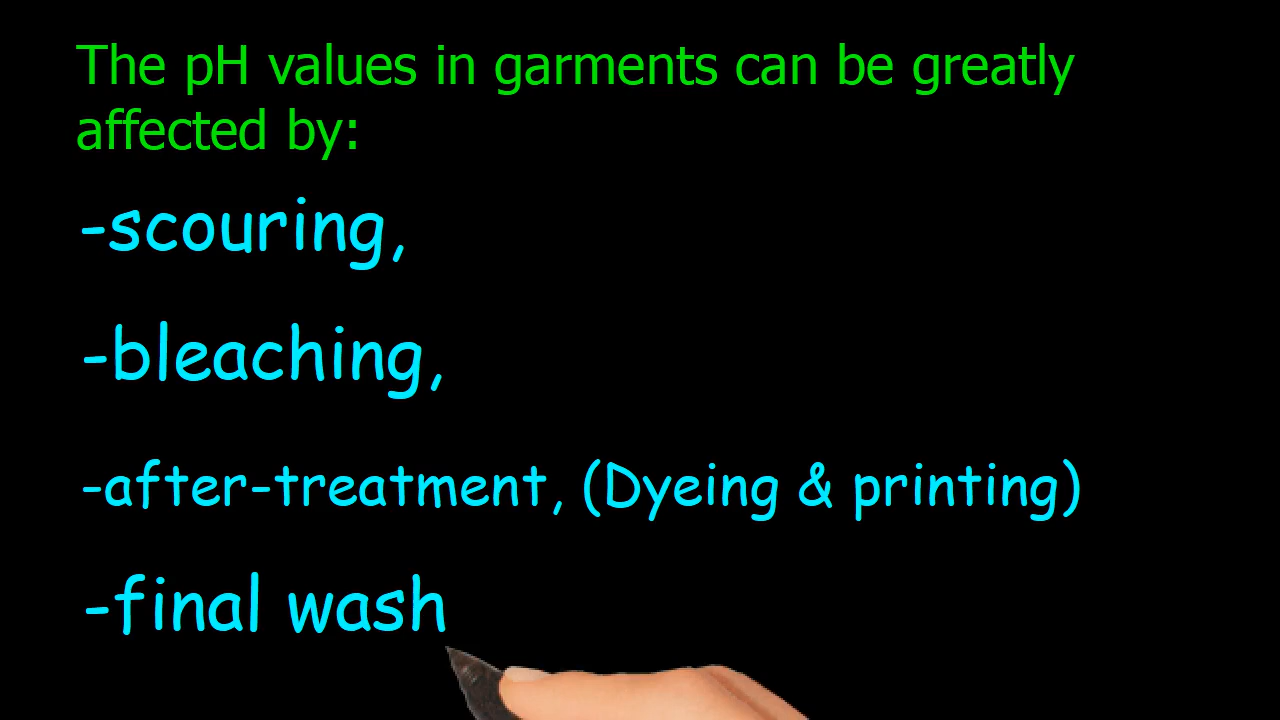 The pH values in garments can be greatly
affected by:
-scouring,
-bleaching,
-after-treatment, (Dyeing & printing)
-final wash